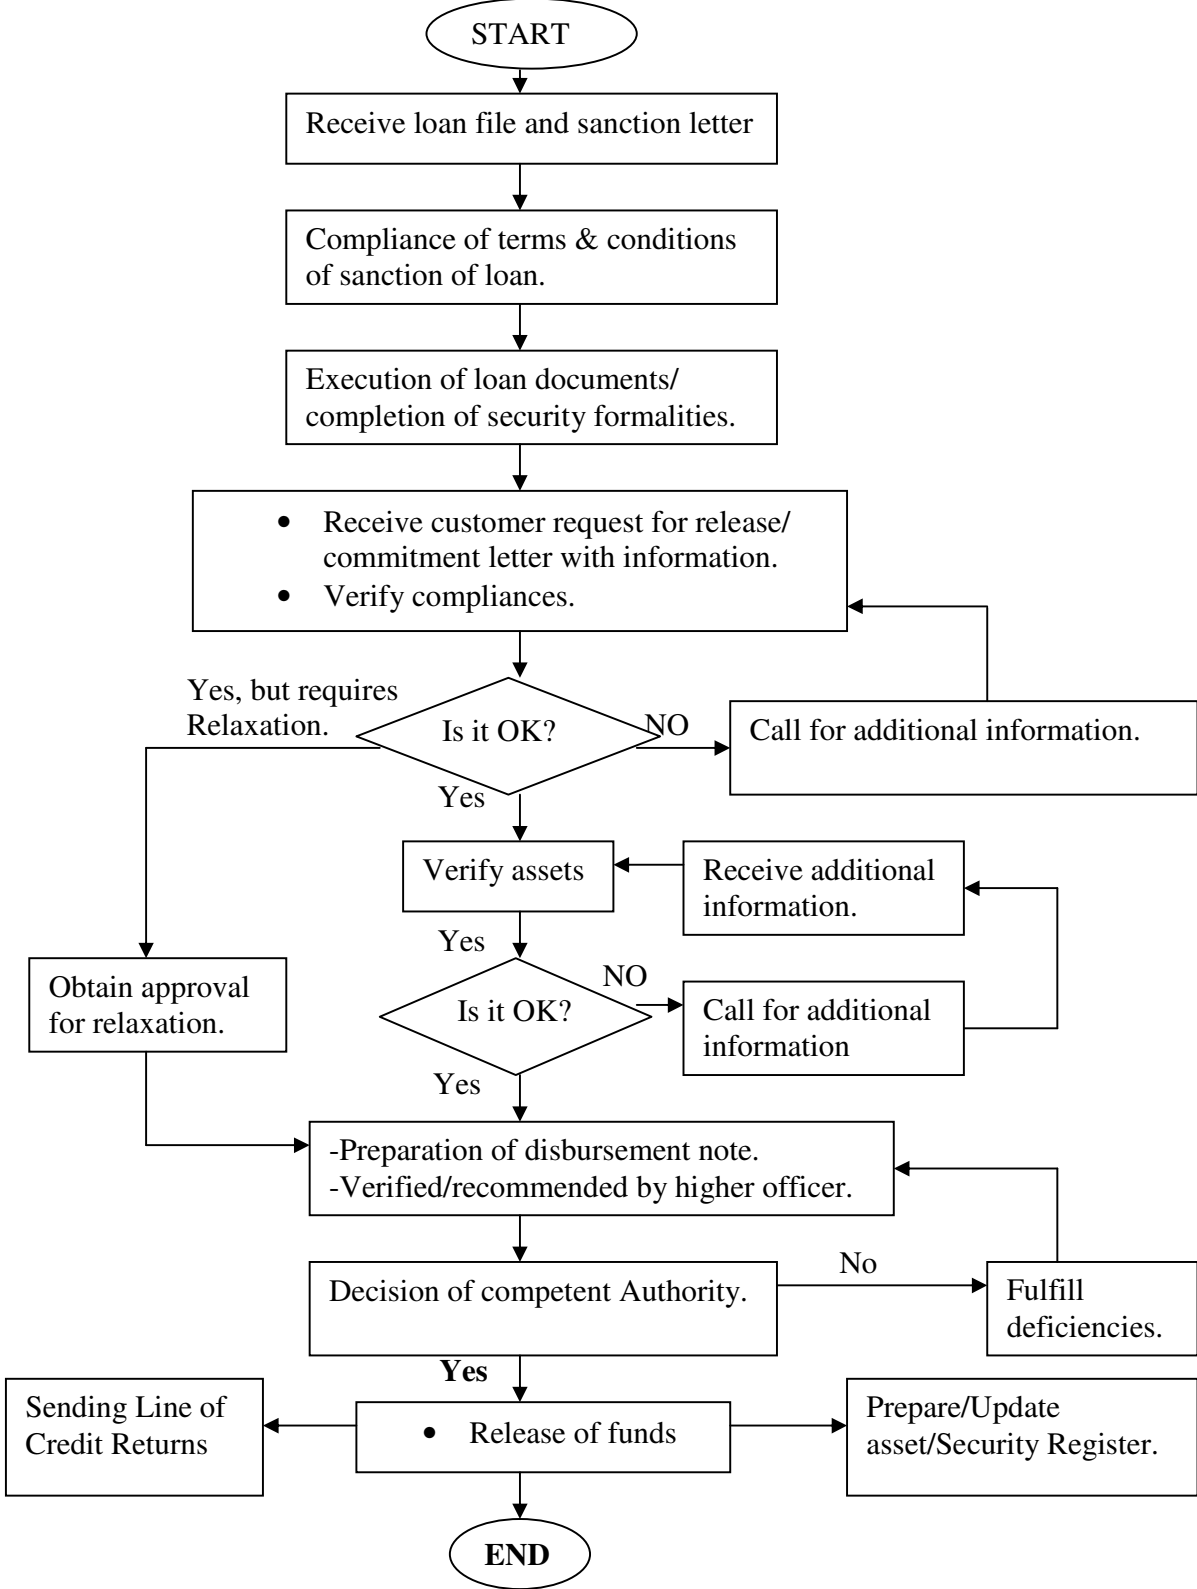 START
Receive loan file and sanction letter
Compliance of terms & conditions
of sanction of loan.
Execution of loan documents/
completion of security formalities.
• Receive customer request for release/
commitment letter with information.
• Verify compliances.
Yes, but requires
Relaxation.
Is it OK?
NO
Call for additional information.
Yes
Verify assets
Receive additional
information.
Yes
Is it OK?
NO
Call for additional
information
Obtain approval
for relaxation.
Yes
-Preparation of disbursement note.
-Verified/recommended by higher officer.
Decision of competent Authority.
No
Fulfill
deficiencies.
Yes
Sending Line of
Credit Returns
• Release of funds
Prepare/Update
asset/Security Register.
END